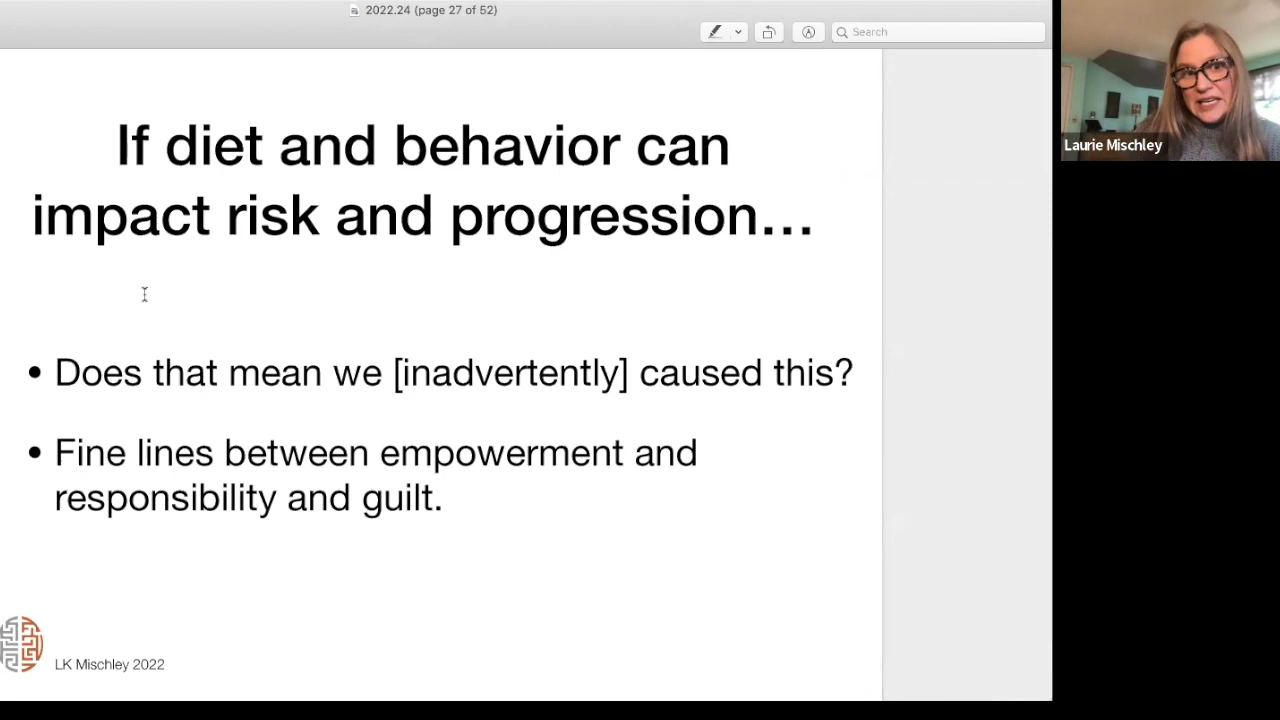 2022.24 (page 27 of 52)
Search
If diet and behavior can
impact risk and progression…
• Does that mean we [inadvertently] caused this?
• Fine lines between empowerment and
responsibility and guilt.
LK Mischley 2022
Laurie Mischley